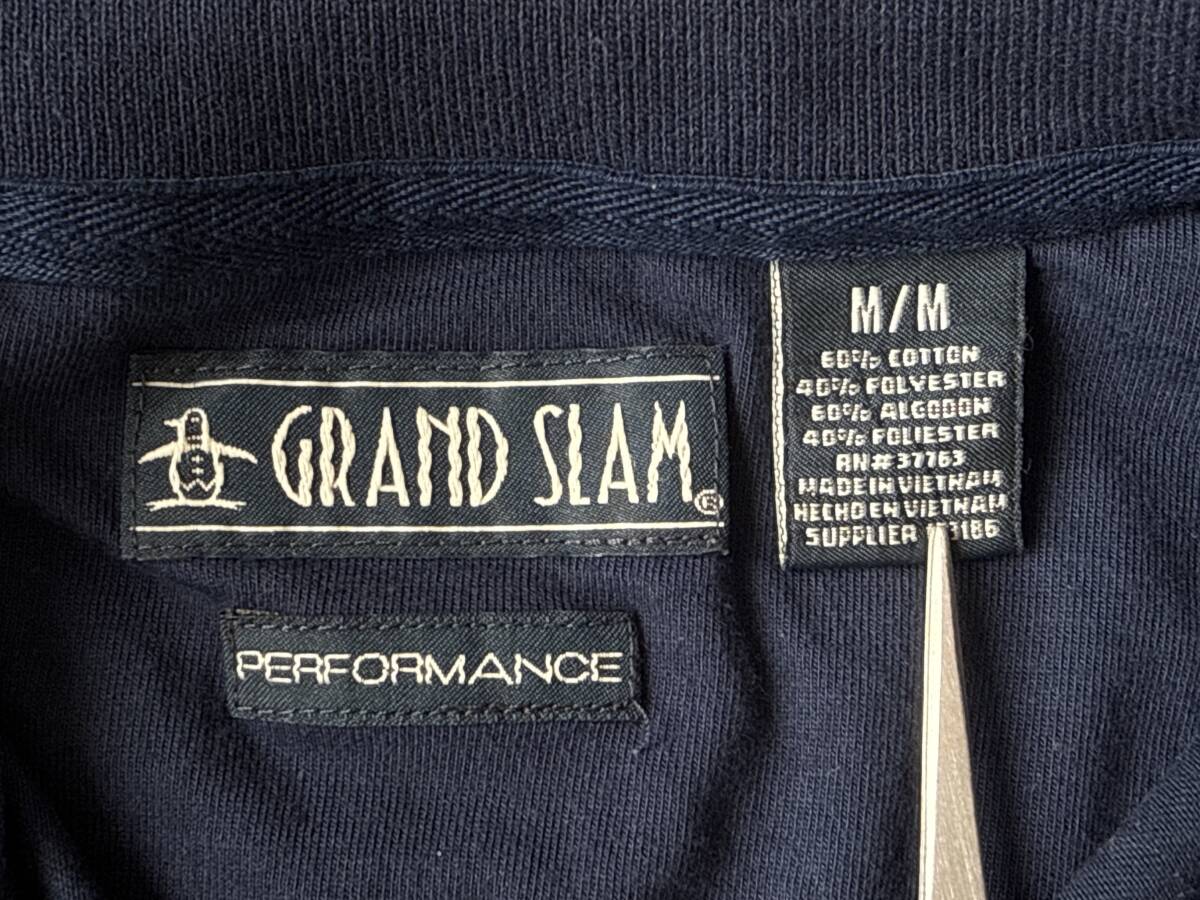 GRAND SLAM®
PERFORMANCE
M/M
60% COTTON
40% POLYESTER
60% ALGODON
40% POLIESTER
RN#37763
MADE IN VIETNAM
HECHO EN VIETNAM
SUPPLIER